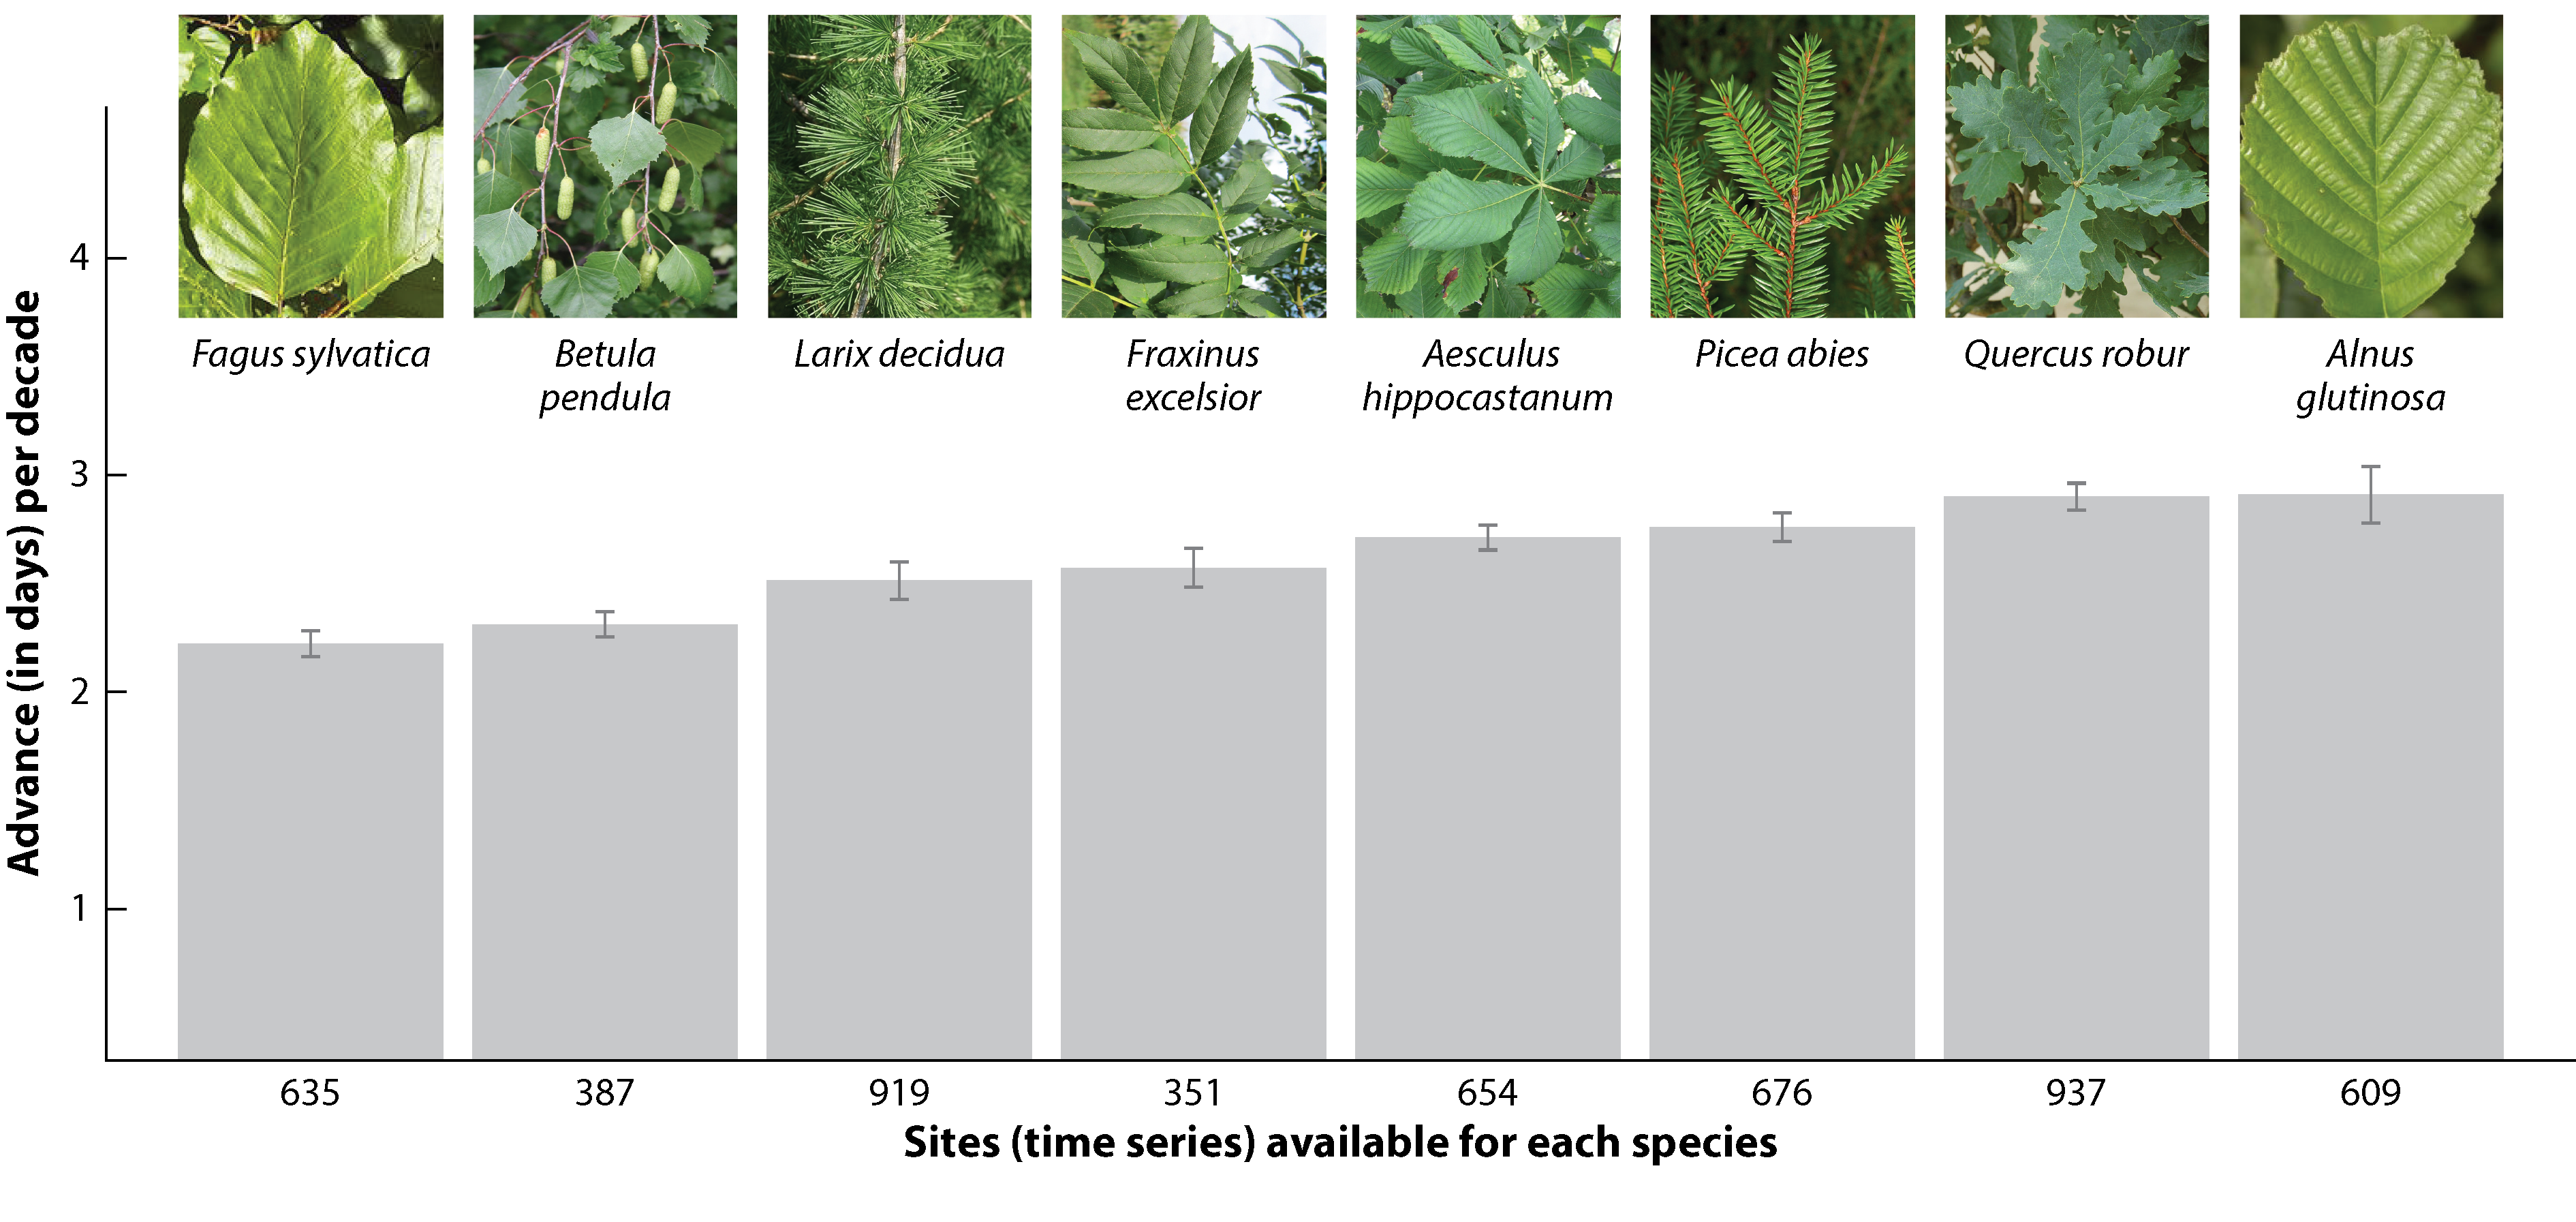 Fagus sylvatica
Betula
pendula
Larix decidua
Fraxinus
excelsior
Aesculus
hippocastanum
Picea abies
Quercus robur
Alnus
glutinosa
Advance (in days) per decade
4
3
2
1
635 387 919 351 654 676 937 609
Sites (time series) available for each species